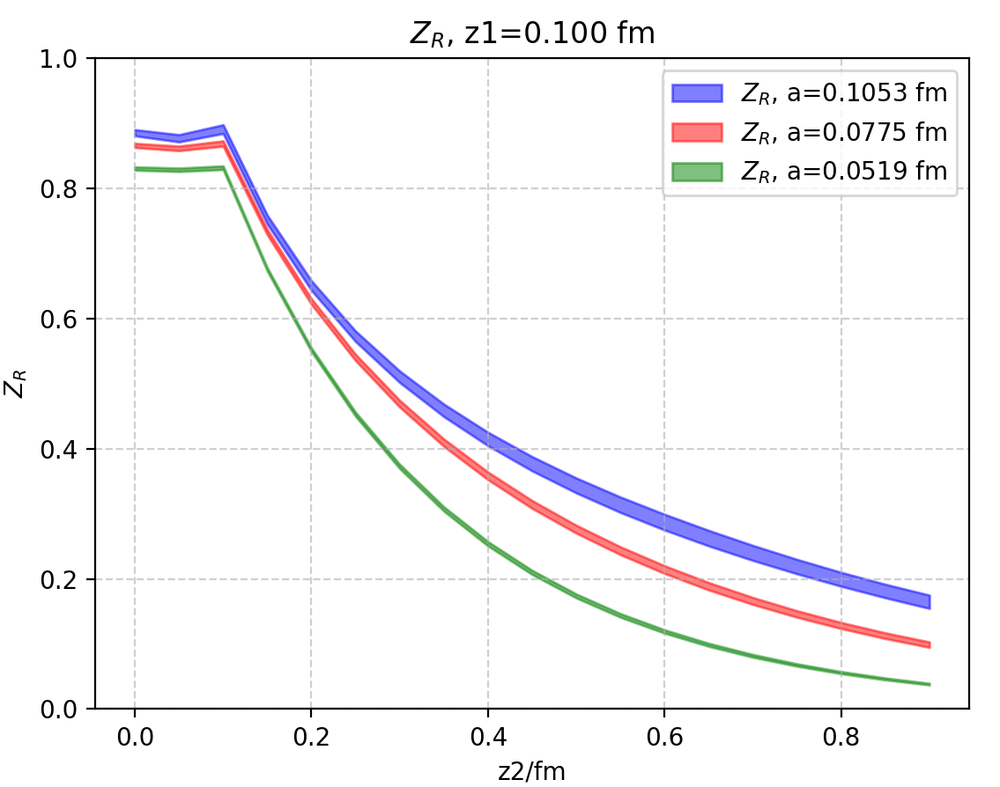 Z_R, z1=0.100 fm
1.0
0.8
0.6
0.4
0.2
0.0
Z_R
Z_R, a=0.1053 fm
Z_R, a=0.0775 fm
Z_R, a=0.0519 fm
0.0 0.2 0.4 0.6 0.8
z2/fm